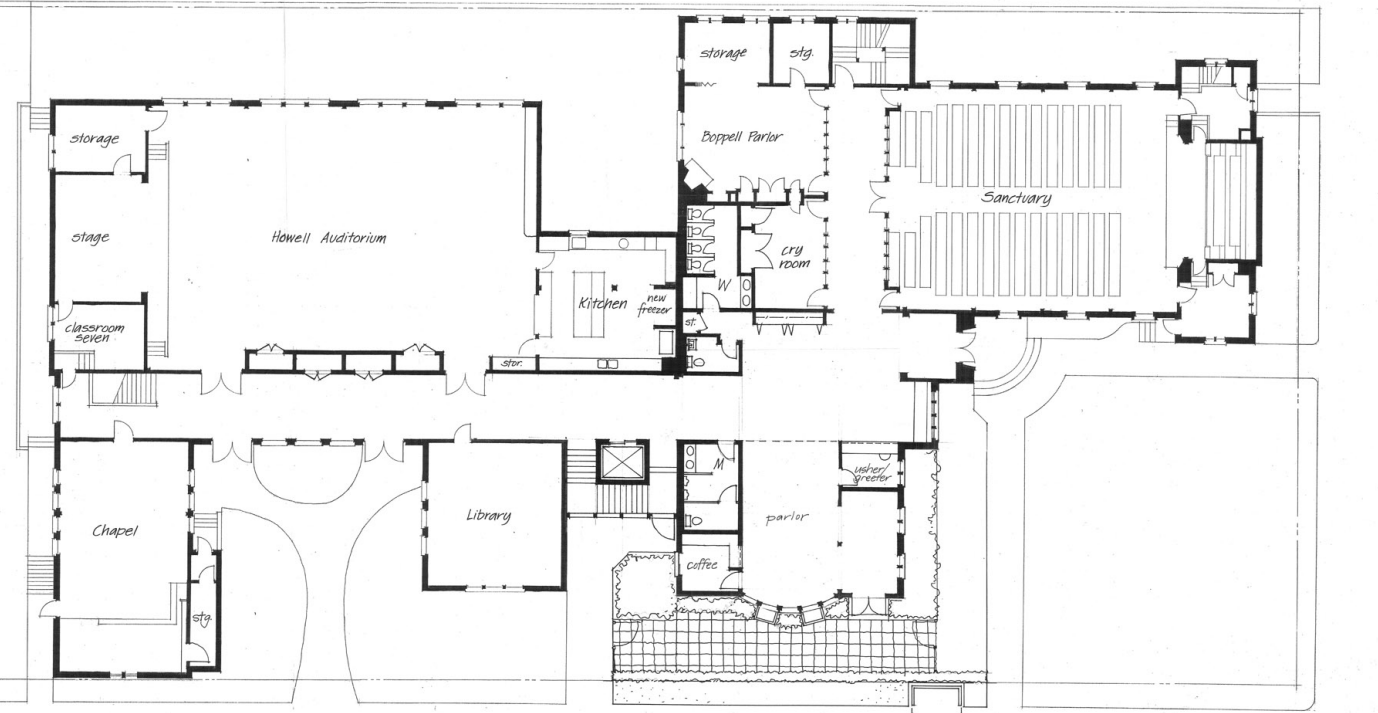 storage
stg.
storage
Boppell Parlor
Sanctuary
stage
Howell Auditorium
cry
room
Kitchen
new
freezer
W
st.
classroom
seven
stor.
M
usher/
greeter
Chapel
Library
parlor
coffee
stg.